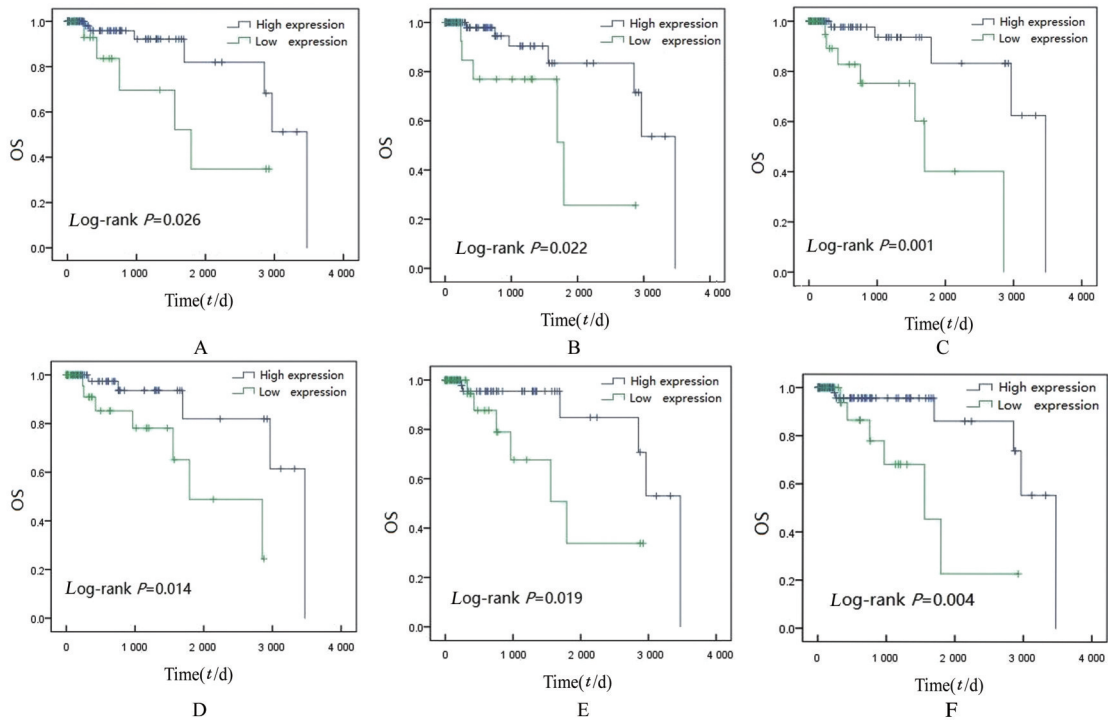 1.0
0.8
0.6
0.4
0.2
0.0
OS
High expression
Low expression
Log-rank P=0.026
0 1 000 2 000 3 000 4 000
Time(t/d)
A
1.0
0.8
0.6
0.4
0.2
0.0
OS
High expression
Low expression
Log-rank P=0.022
0 1 000 2 000 3 000 4 000
Time(t/d)
B
1.0
0.8
0.6
0.4
0.2
0.0
OS
High expression
Low expression
Log-rank P=0.001
0 1 000 2 000 3 000 4 000
Time(t/d)
C
1.0
0.8
0.6
0.4
0.2
0.0
OS
High expression
Low expression
Log-rank P=0.014
0 1 000 2 000 3 000 4 000
Time(t/d)
D
1.0
0.8
0.6
0.4
0.2
0.0
OS
High expression
Low expression
Log-rank P=0.019
0 1 000 2 000 3 000 4 000
Time(t/d)
E
1.0
0.8
0.6
0.4
0.2
0.0
OS
High expression
Low expression
Log-rank P=0.004
0 1 000 2 000 3 000 4 000
Time(t/d)
F